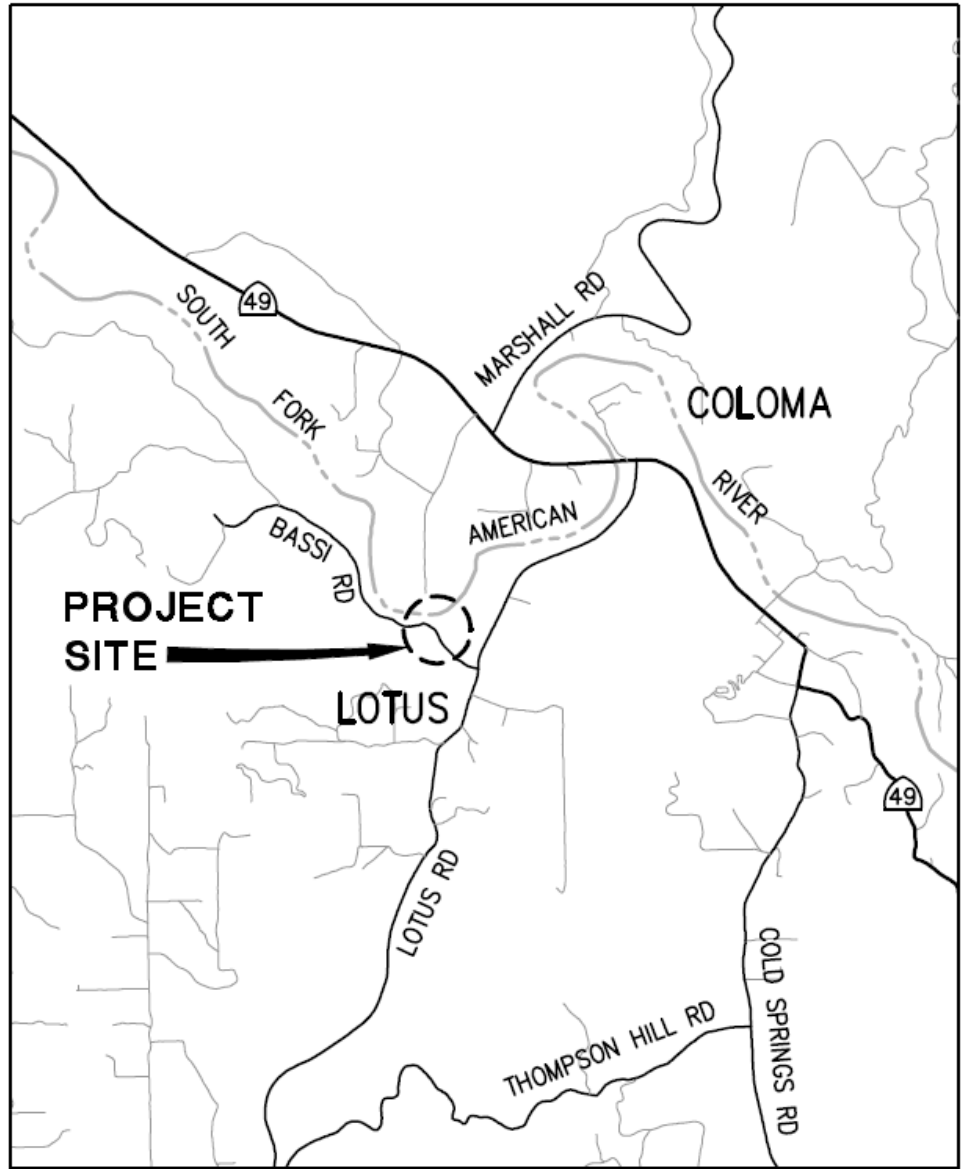 49
SOUTH
FORK
MARSHALL RD
COLOMA
RIVER
AMERICAN
BASSI RD
PROJECT
SITE
LOTUS
49
LOTUS RD
COLD SPRINGS RD
THOMPSON HILL RD